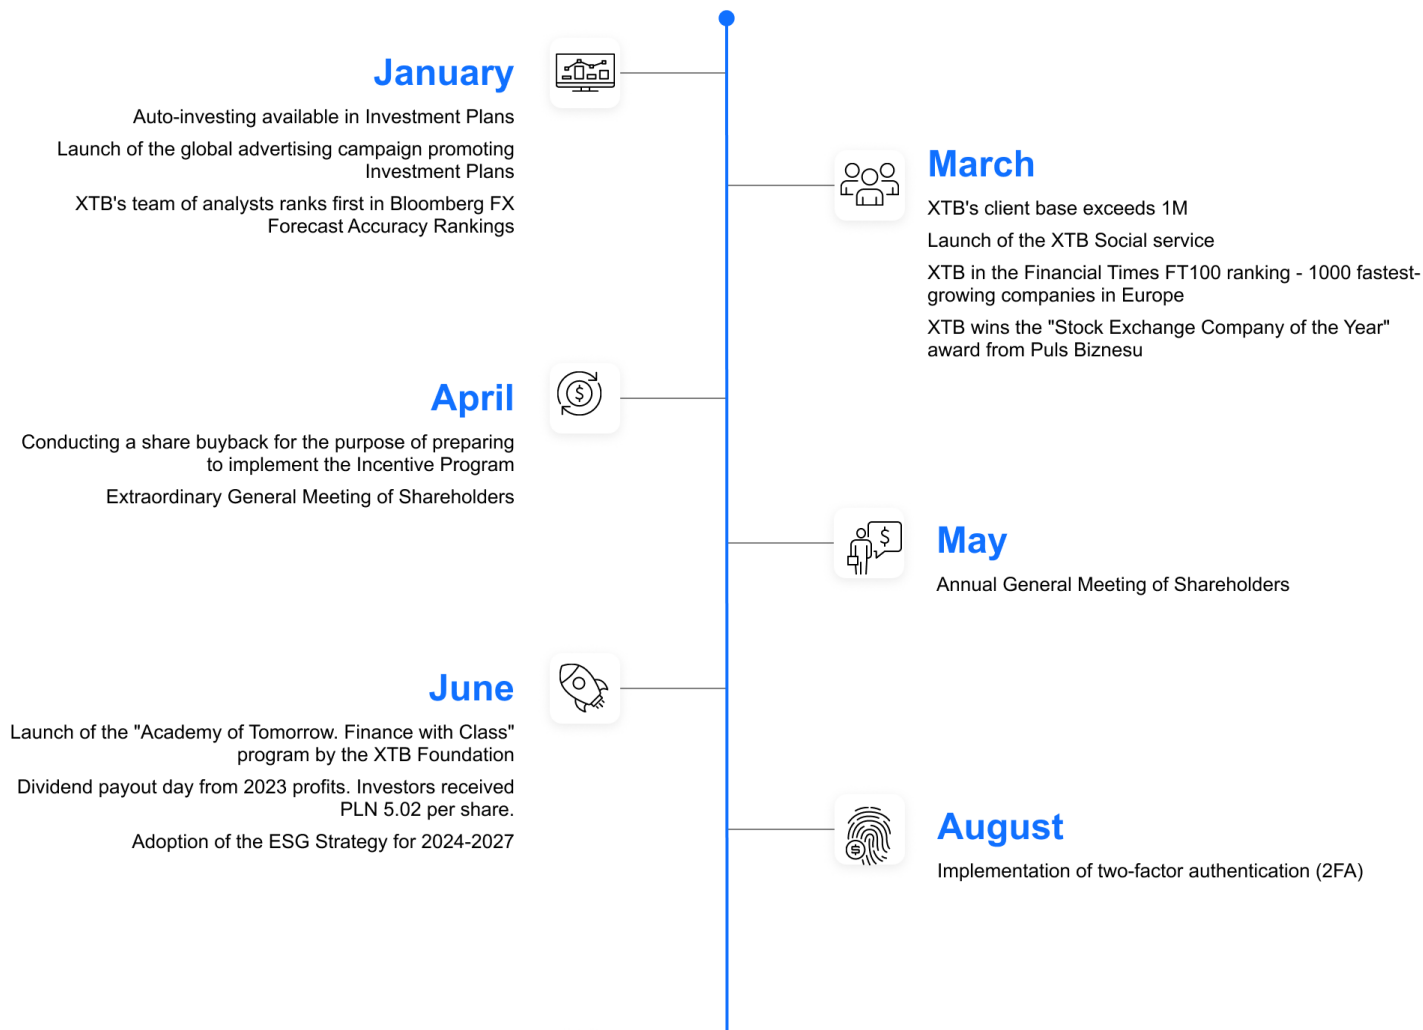 January
Auto-investing available in Investment Plans
Launch of the global advertising campaign promoting
Investment Plans
XTB's team of analysts ranks first in Bloomberg FX
Forecast Accuracy Rankings
March
XTB's client base exceeds 1M
Launch of the XTB Social service
XTB in the Financial Times FT100 ranking - 1000 fastest-
growing companies in Europe
XTB wins the "Stock Exchange Company of the Year"
award from Puls Biznesu
April
Conducting a share buyback for the purpose of preparing
to implement the Incentive Program
Extraordinary General Meeting of Shareholders
May
Annual General Meeting of Shareholders
June
Launch of the "Academy of Tomorrow. Finance with Class"
program by the XTB Foundation
Dividend payout day from 2023 profits. Investors received
PLN 5.02 per share.
Adoption of the ESG Strategy for 2024-2027
August
Implementation of two-factor authentication (2FA)